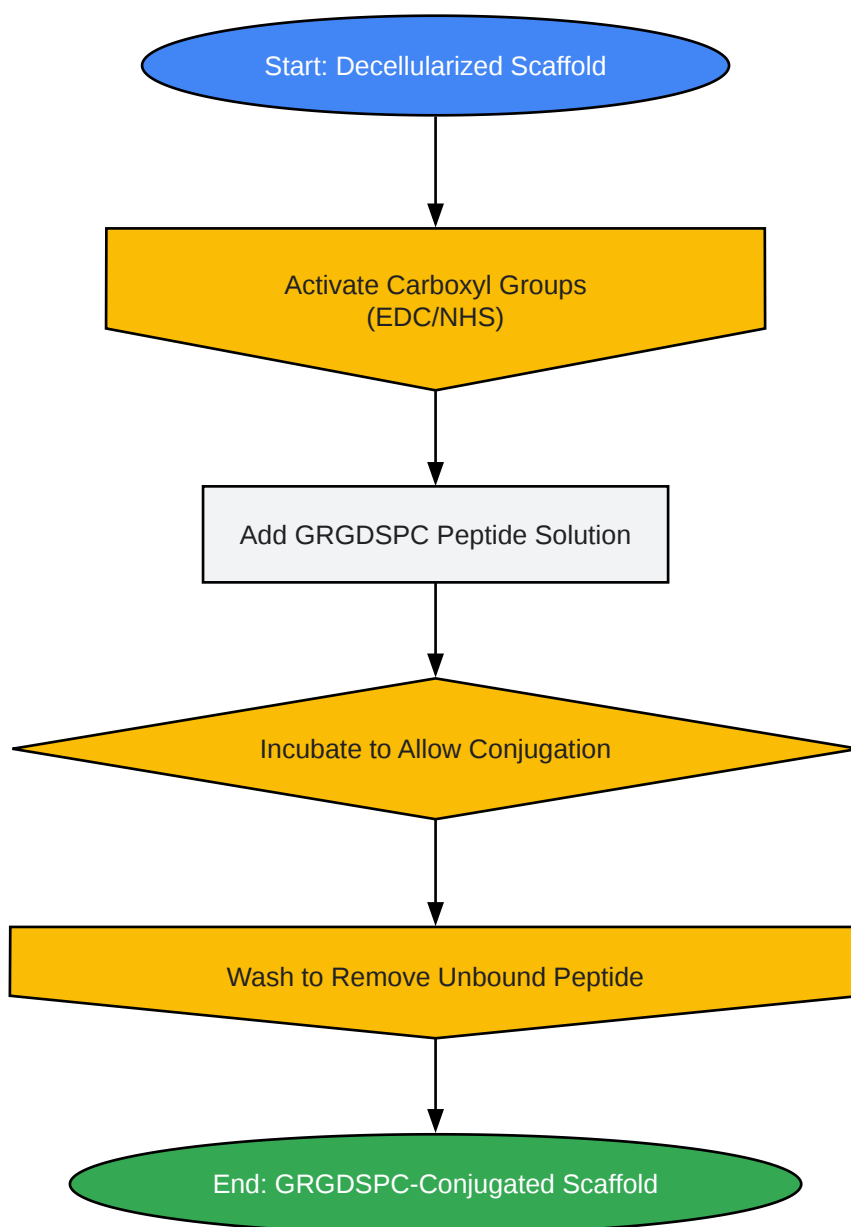 Start: Decellularized Scaffold
Activate Carboxyl Groups
(EDC/NHS)
Add GRGDSPC Peptide Solution
Incubate to Allow Conjugation
Wash to Remove Unbound Peptide
End: GRGDSPC-Conjugated Scaffold